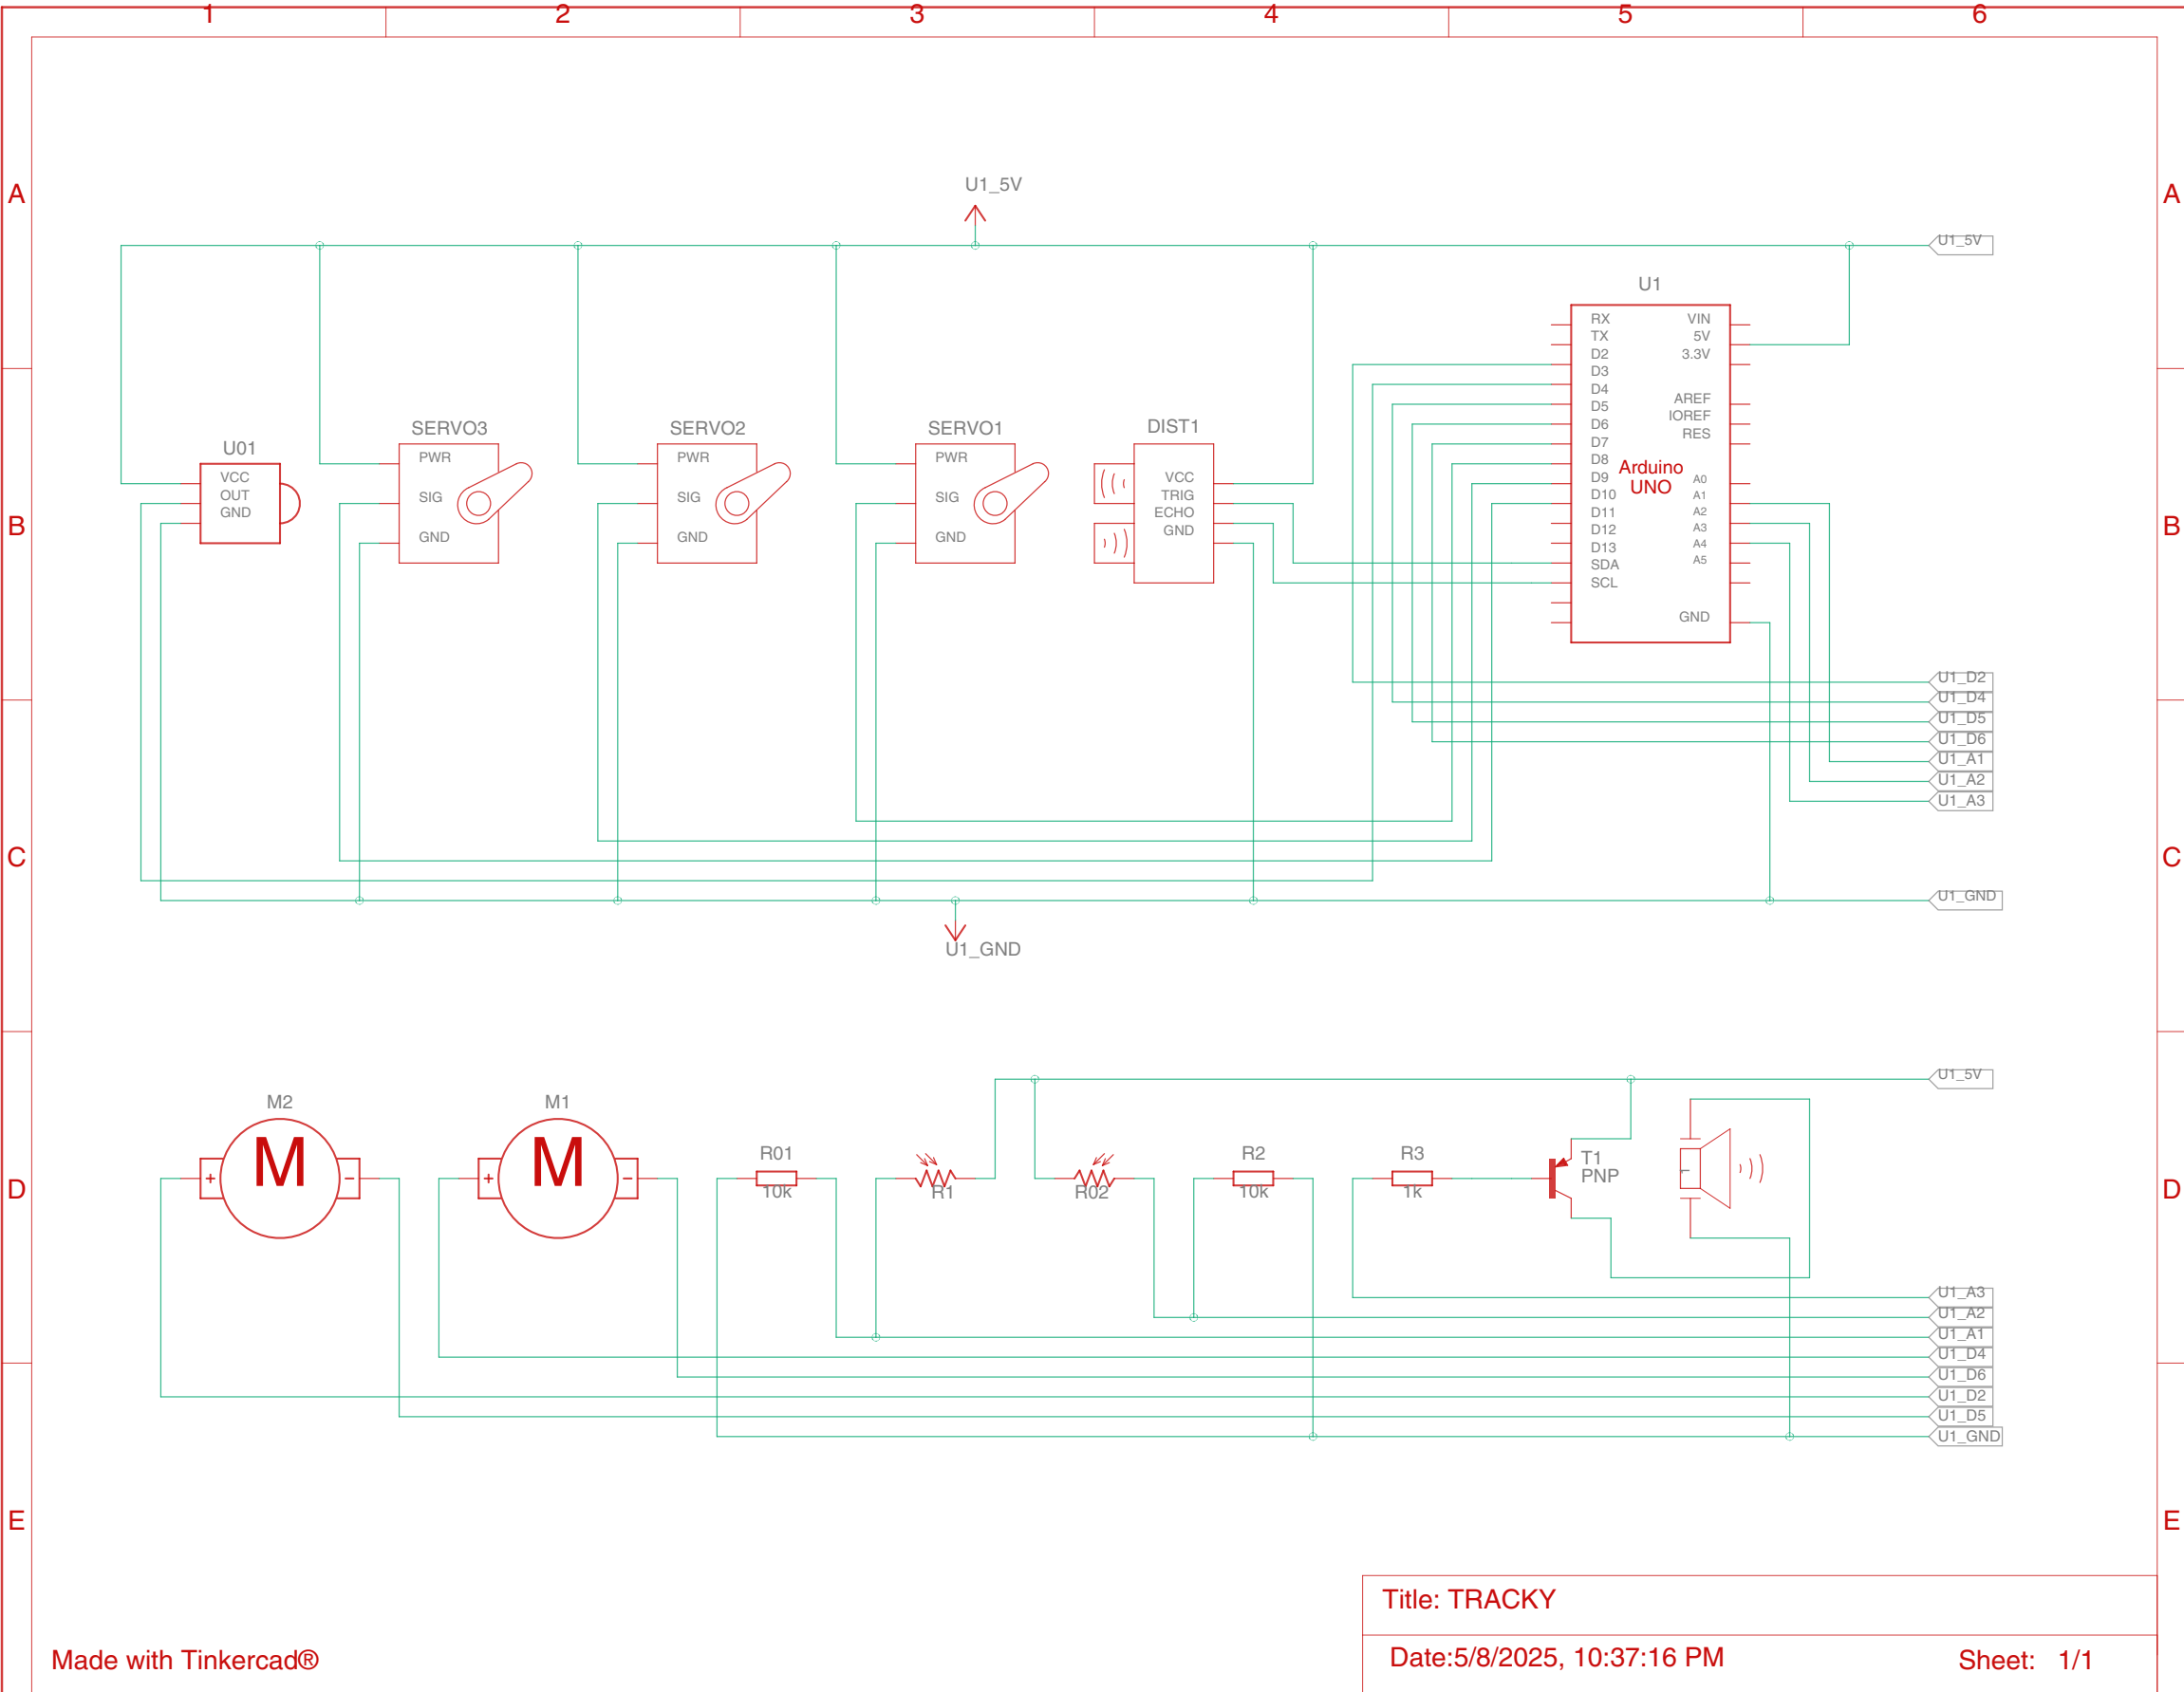 1 2 3 4 5 6
A A
U1_5V
U1_5V
U1
RX VIN
TX 5V
D2 3.3V
D3
D4 AREF
D5 IOREF
D6 RES
D7
D8 Arduino
D9 UNO A0
D10 A1
D11 A2
D12 A3
D13 A4
SDA A5
SCL
GND
U01
VCC
OUT
GND
SERVO3
PWR
SIG
GND
SERVO2
PWR
SIG
GND
SERVO1
PWR
SIG
GND
DIST1
VCC
TRIG
ECHO
GND
B B
U1_D2
U1_D4
U1_D5
U1_D6
U1_A1
U1_A2
U1_A3
C C
U1_GND
U1_GND
U1_5V
M2
M
+ -
M1
M
+ -
R01
10k
R1
R02
R2
10k
R3
1k
T1
PNP
D D
U1_A3
U1_A2
U1_A1
U1_D4
U1_D6
U1_D2
U1_D5
U1_GND
E E
Title: TRACKY
Date:5/8/2025, 10:37:16 PM Sheet: 1/1
Made with Tinkercad®